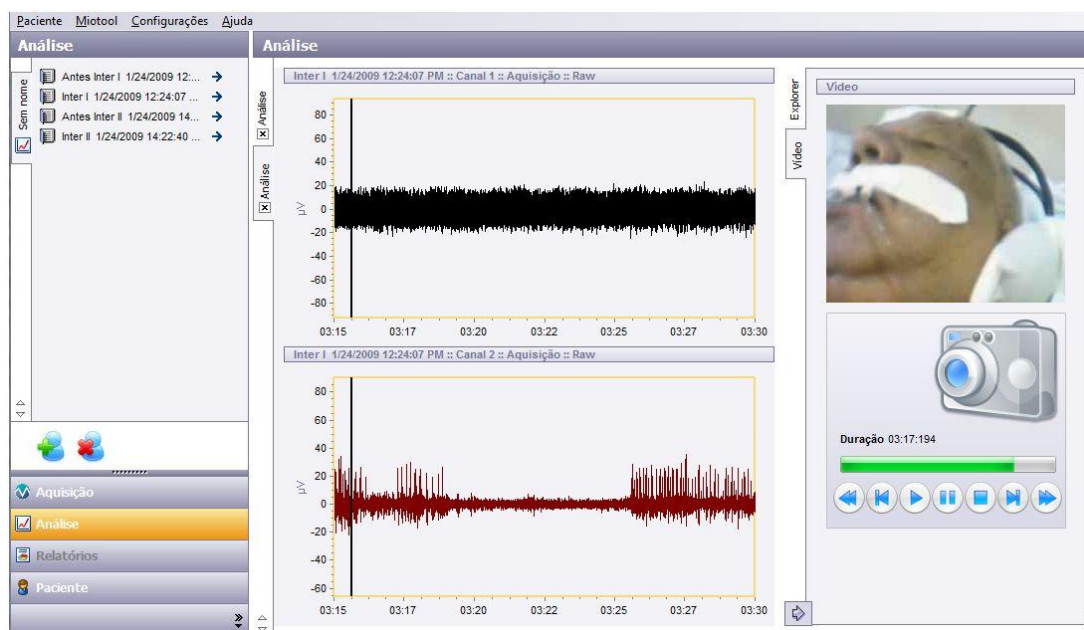 Paciente Miotool Configurações Ajuda
Análise
Sem nome
Antes Inter I 1/24/2009 12:...
Inter I 1/24/2009 12:24:07 ...
Antes Inter II 1/24/2009 14...
Inter II 1/24/2009 14:22:40 ...
Aquisição
Análise
Relatórios
Paciente
Análise
Análise
Análise
Inter I 1/24/2009 12:24:07 PM :: Canal 1 :: Aquisição :: Raw
80
60
40
20
0
-20
-40
-60
-80
µV
03:15 03:17 03:20 03:22 03:25 03:27 03:30
Inter I 1/24/2009 12:24:07 PM :: Canal 2 :: Aquisição :: Raw
80
60
40
20
0
-20
-40
-60
µV
03:15 03:17 03:20 03:22 03:25 03:27 03:30
Explorer
Vídeo
Vídeo
Duração 03:17:194